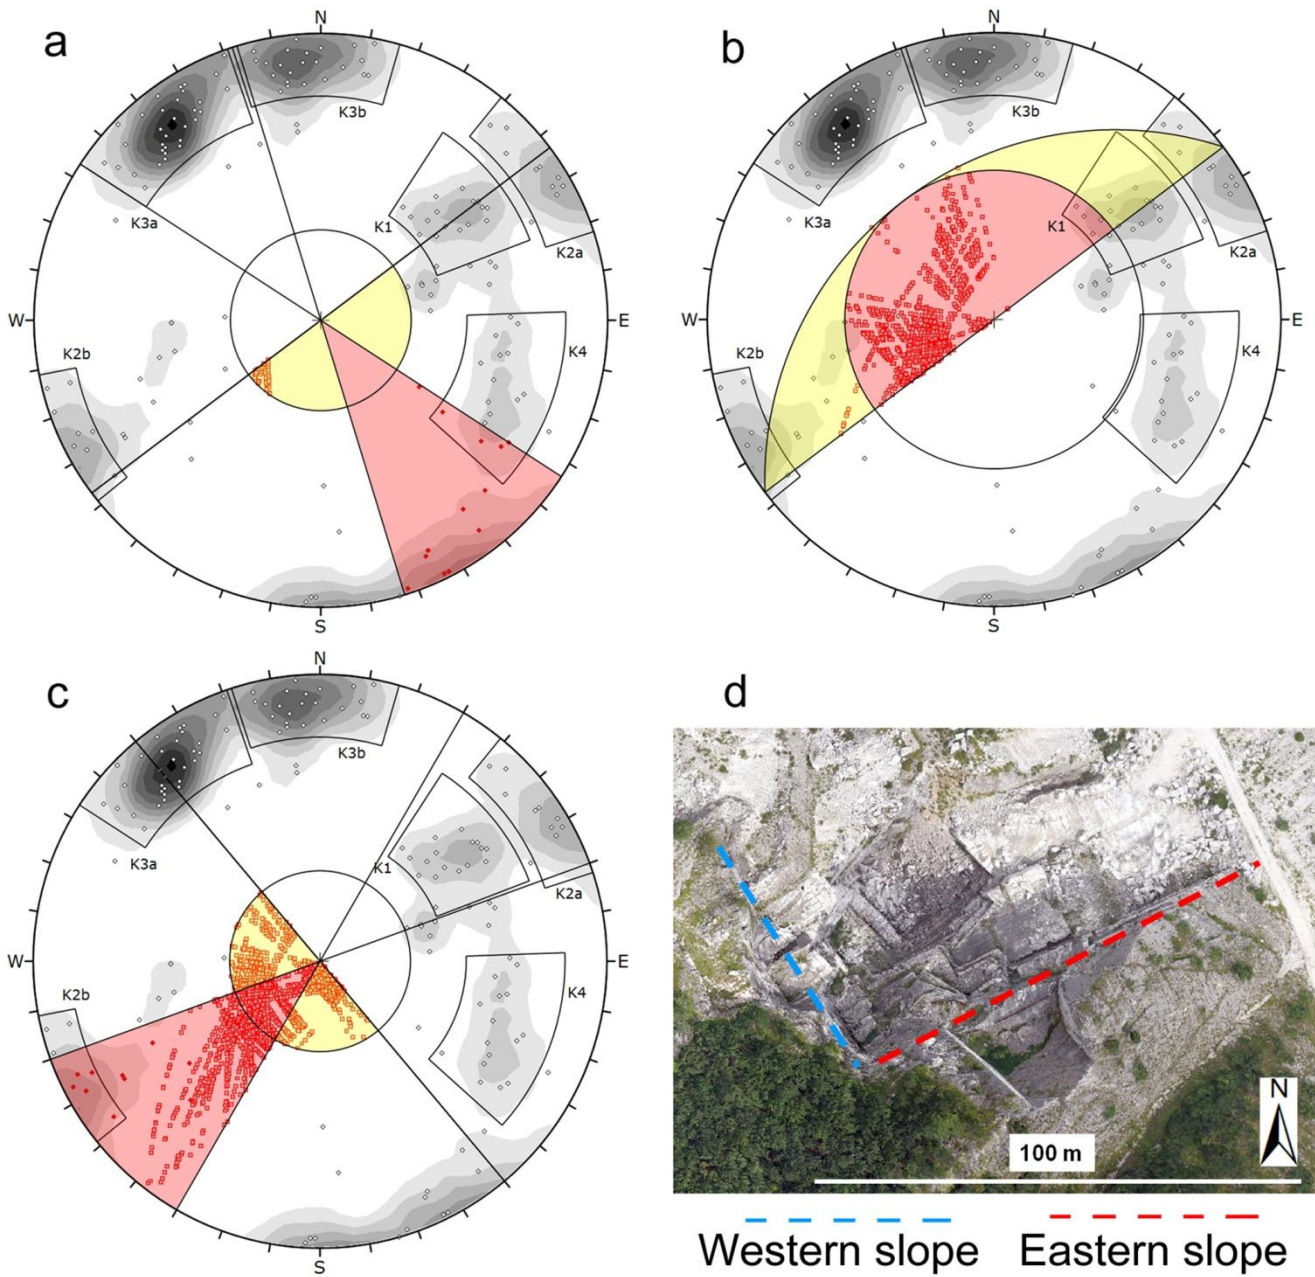 a
N
K3b
K3a
K1
K2a
W
E
K2b
K4
S
b
N
K3b
K3a
K1
K2a
W
E
K2b
K4
S
c
N
K3b
K3a
K1
K2a
W
E
K2b
K4
S
d
N
100 m
Western slope
Eastern slope